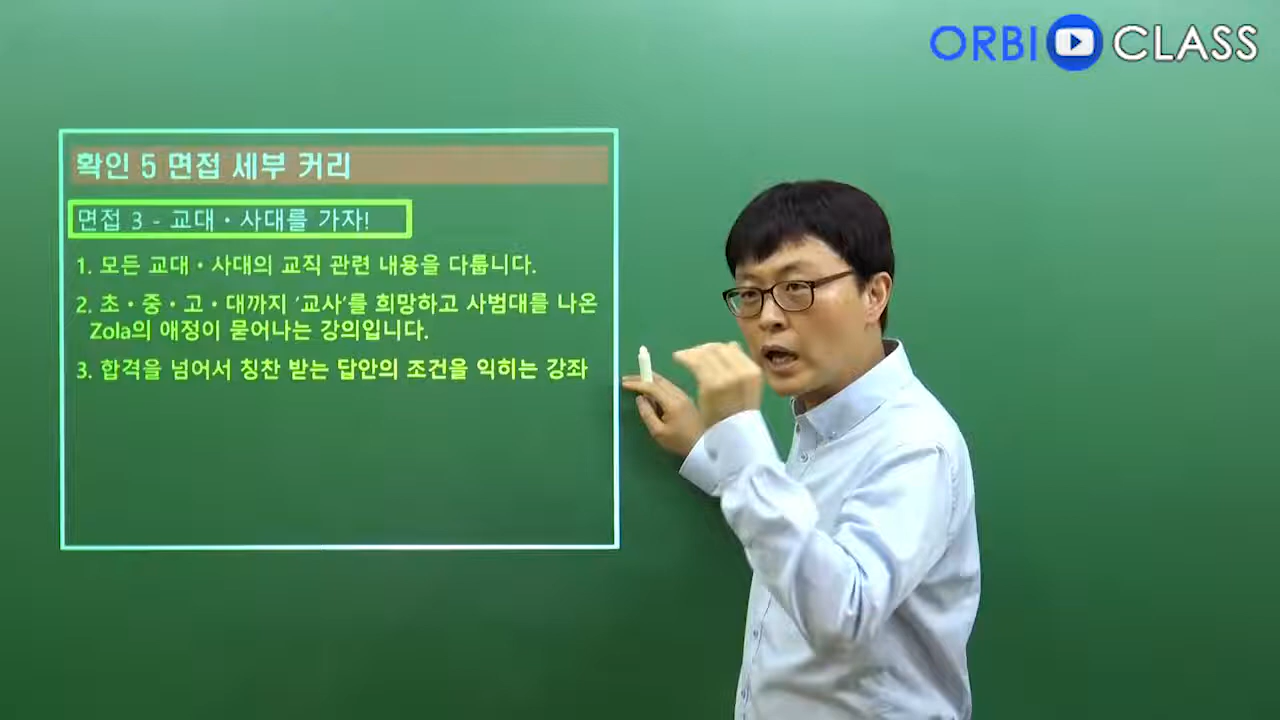 ORBI CLASS
확인 5 면접 세부 커리
면접 3 - 교대・사대를 가자!
1. 모든 교대・사대의 교직 관련 내용을 다룹니다.
2. 초・중・고・대까지 '교사'를 희망하고 사범대를 나온
Zola의 애정이 묻어나는 강의입니다.
3. 합격을 넘어서 칭찬 받는 답안의 조건을 익히는 강좌